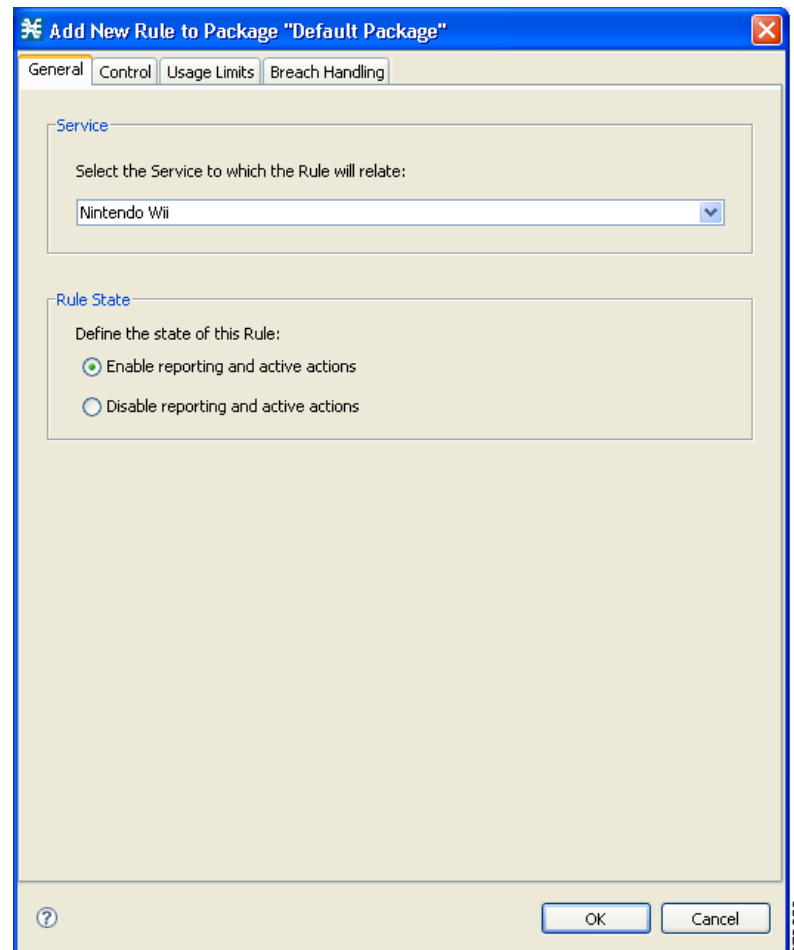 Add New Rule to Package "Default Package"
General Control Usage Limits Breach Handling
Service
Select the Service to which the Rule will relate:
Nintendo Wii
Rule State
Define the state of this Rule:
Enable reporting and active actions
Disable reporting and active actions
? OK Cancel